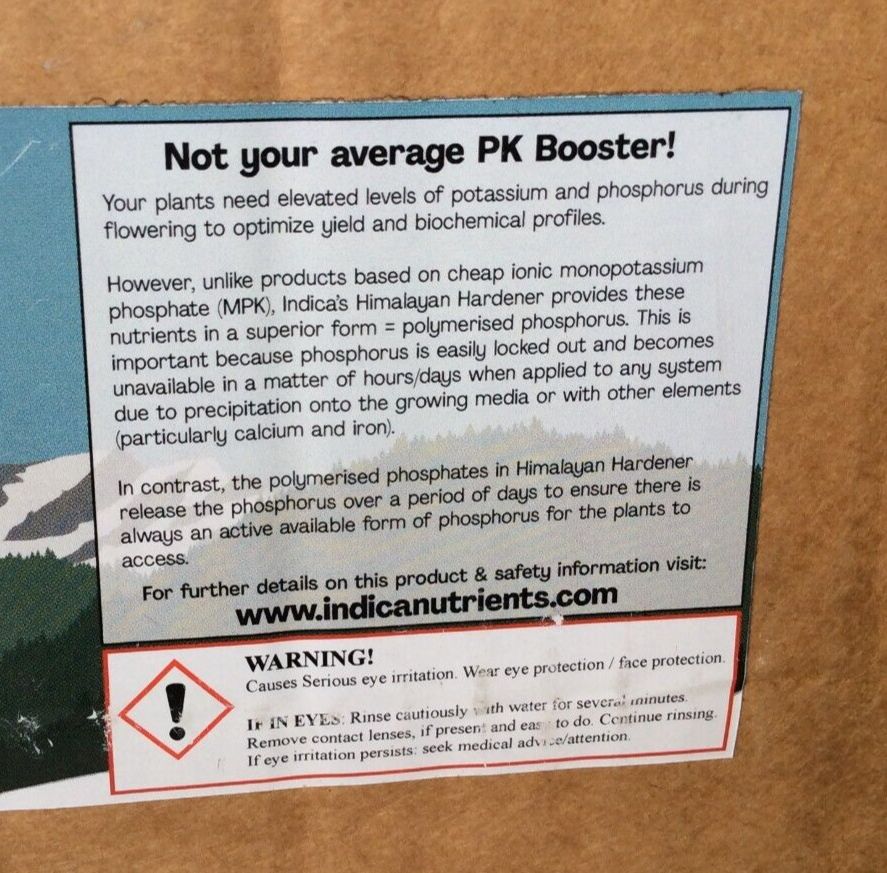 Not your average PK Booster!
Your plants need elevated levels of potassium and phosphorus during
flowering to optimize yield and biochemical profiles.
However, unlike products based on cheap ionic monopotassium
phosphate (MPK), Indica's Himalayan Hardener provides these
nutrients in a superior form = polymerised phosphorus. This is
important because phosphorus is easily locked out and becomes
unavailable in a matter of hours/days when applied to any system
due to precipitation onto the growing media or with other elements
(particularly calcium and iron).
In contrast, the polymerised phosphates in Himalayan Hardener
release the phosphorus over a period of days to ensure there is
always an active available form of phosphorus for the plants to
access.
For further details on this product & safety information visit:
www.indicanutrients.com
WARNING!
Causes Serious eye irritation. Wear eye protection / face protection.
IF IN EYES: Rinse cautiously with water for several minutes.
Remove contact lenses, if present and easy to do. Continue rinsing.
If eye irritation persists: seek medical advice/attention.